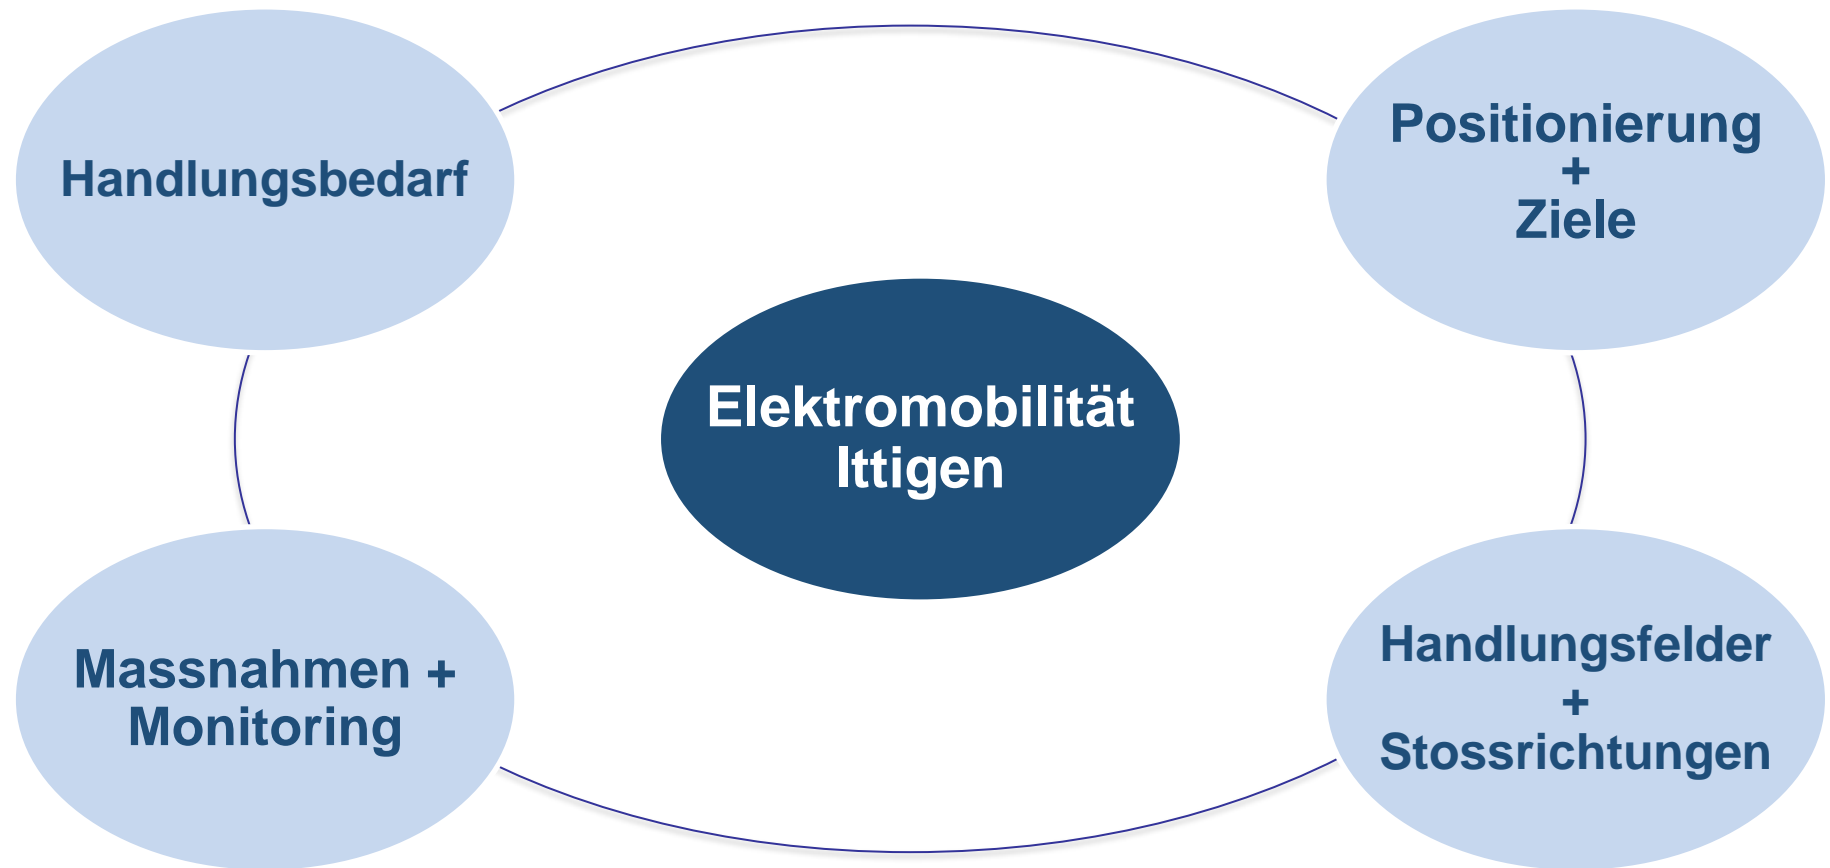 Handlungsbedarf
Positionierung
+
Ziele
Elektromobilität
Ittigen
Massnahmen +
Monitoring
Handlungsfelder
+
Stossrichtungen